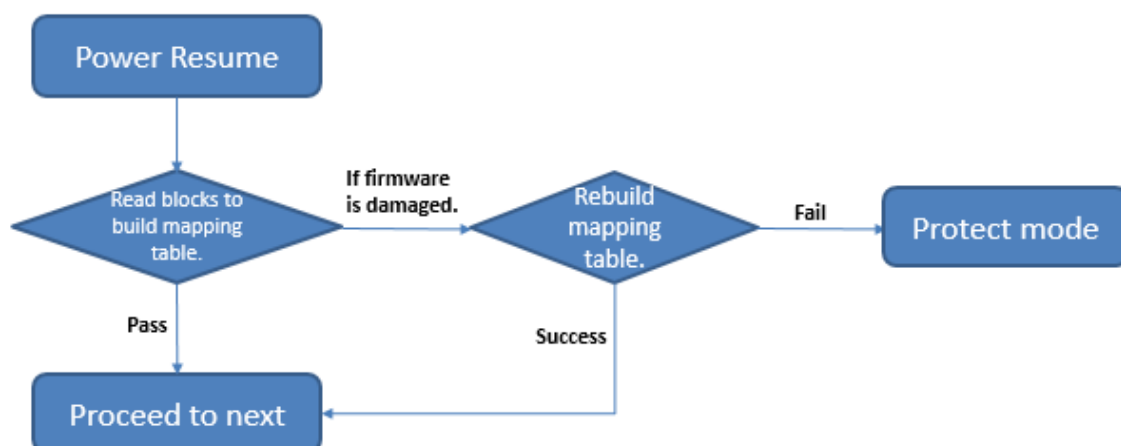 Power Resume
Read blocks to
build mapping
table.
If firmware
is damaged.
Rebuild
mapping
table.
Fail
Protect mode
Pass
Success
Proceed to next